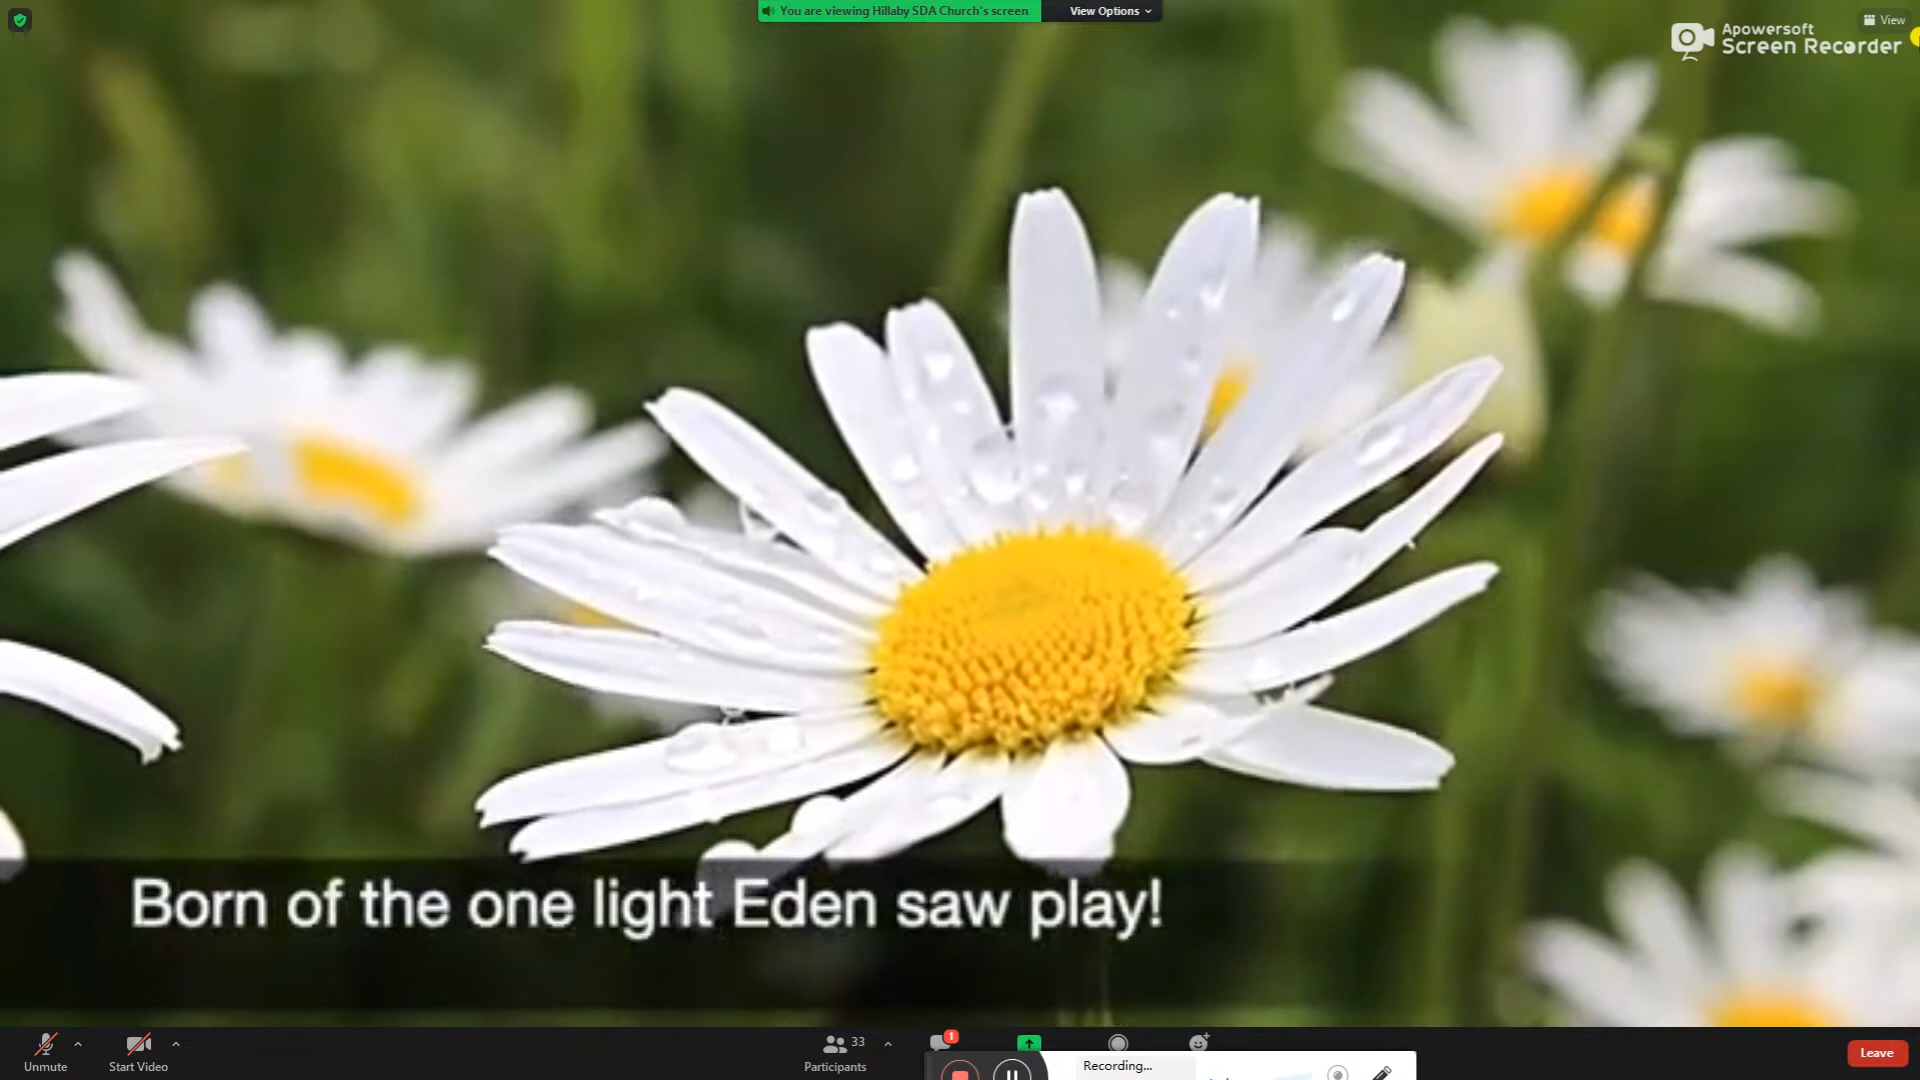 You are viewing Hillaby SDA Church's screen
View Options
View
Apowersoft
Screen Recorder
Born of the one light Eden saw play!
Unmute
Start Video
33
Participants
1
Recording...
Leave